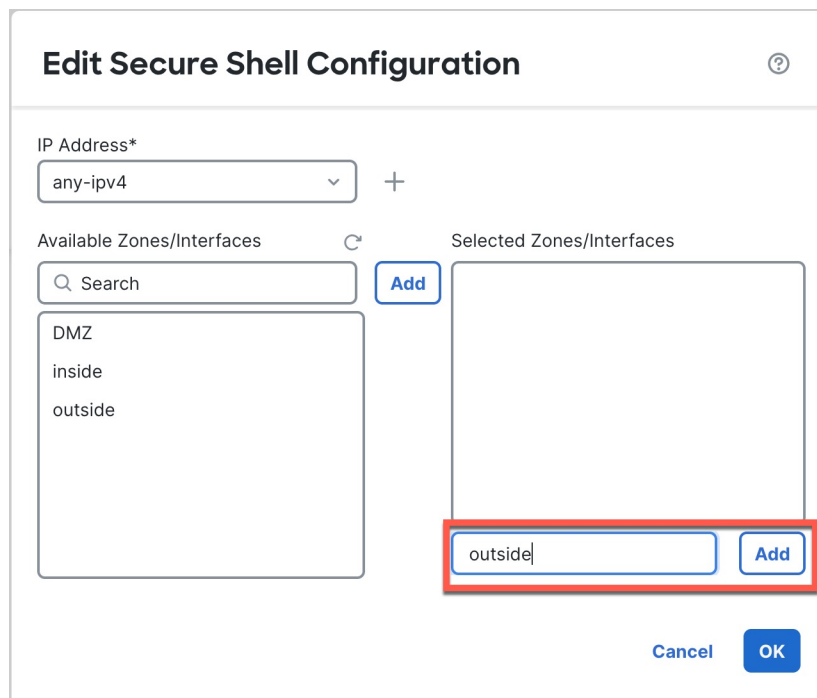 Edit Secure Shell Configuration
IP Address*
any-ipv4
Available Zones/Interfaces
Search
Add
DMZ
inside
outside
Selected Zones/Interfaces
outside
Add
Cancel
OK